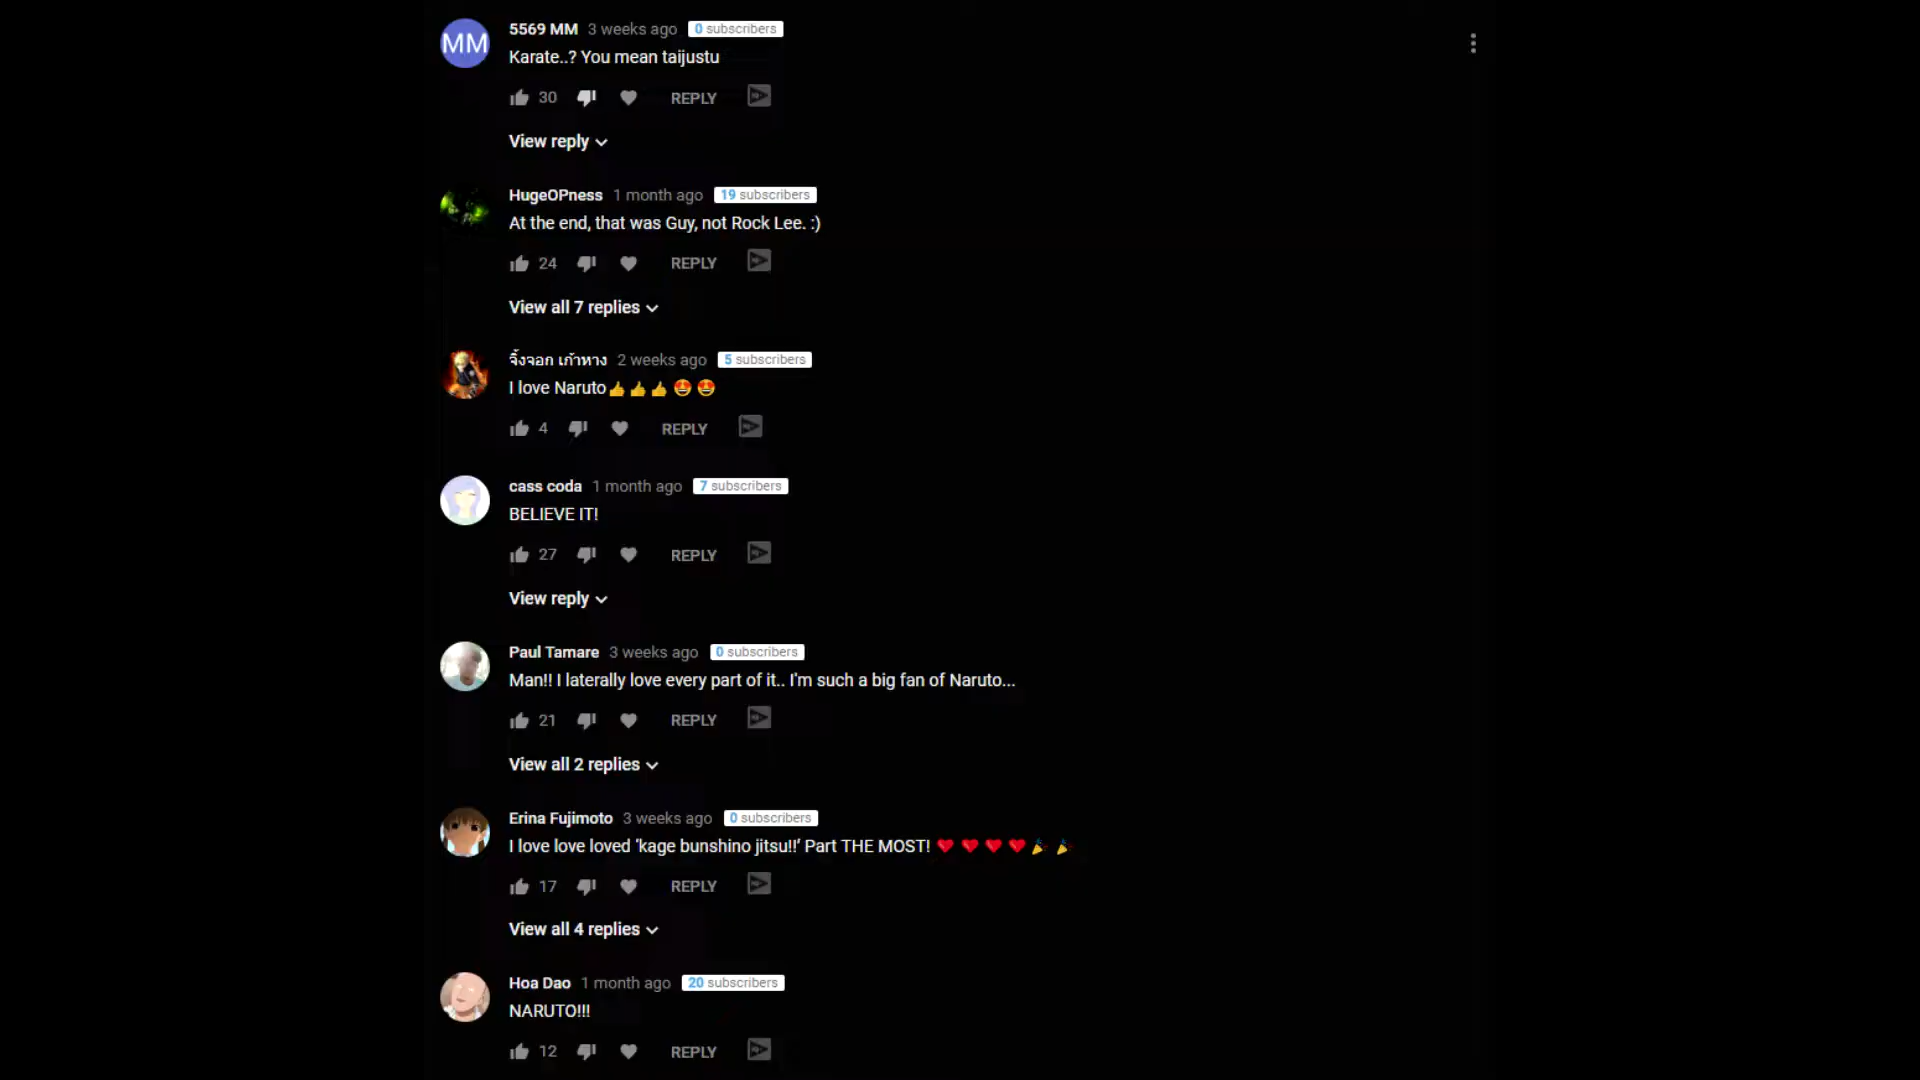 MM
5569 MM 3 weeks ago 0 subscribers
Karate..? You mean taijustu
30 REPLY
View reply
HugeOPness 1 month ago 19 subscribers
At the end, that was Guy, not Rock Lee. :)
24 REPLY
View all 7 replies
จิ้งจอก เก้าหาง 2 weeks ago 5 subscribers
I love Naruto👍👍👍🤩🤩
4 REPLY
cass coda 1 month ago 7 subscribers
BELIEVE IT!
27 REPLY
View reply
Paul Tamare 3 weeks ago 0 subscribers
Man!! I laterally love every part of it.. I'm such a big fan of Naruto...
21 REPLY
View all 2 replies
Erina Fujimoto 3 weeks ago 0 subscribers
I love love loved 'kage bunshino jitsu!!' Part THE MOST! ❤❤❤❤🎉🎉
17 REPLY
View all 4 replies
Hoa Dao 1 month ago 20 subscribers
NARUTO!!!
12 REPLY